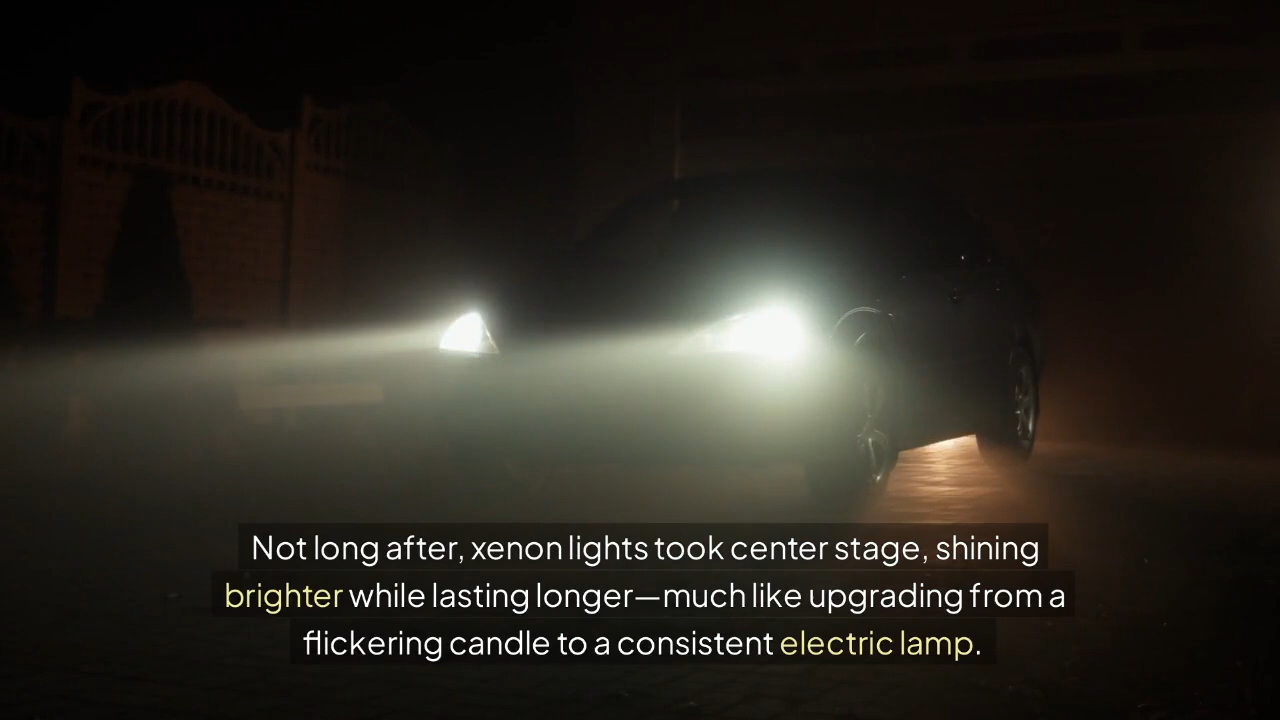 Not long after, xenon lights took center stage, shining
brighter while lasting longer—much like upgrading from a
flickering candle to a consistent electric lamp.